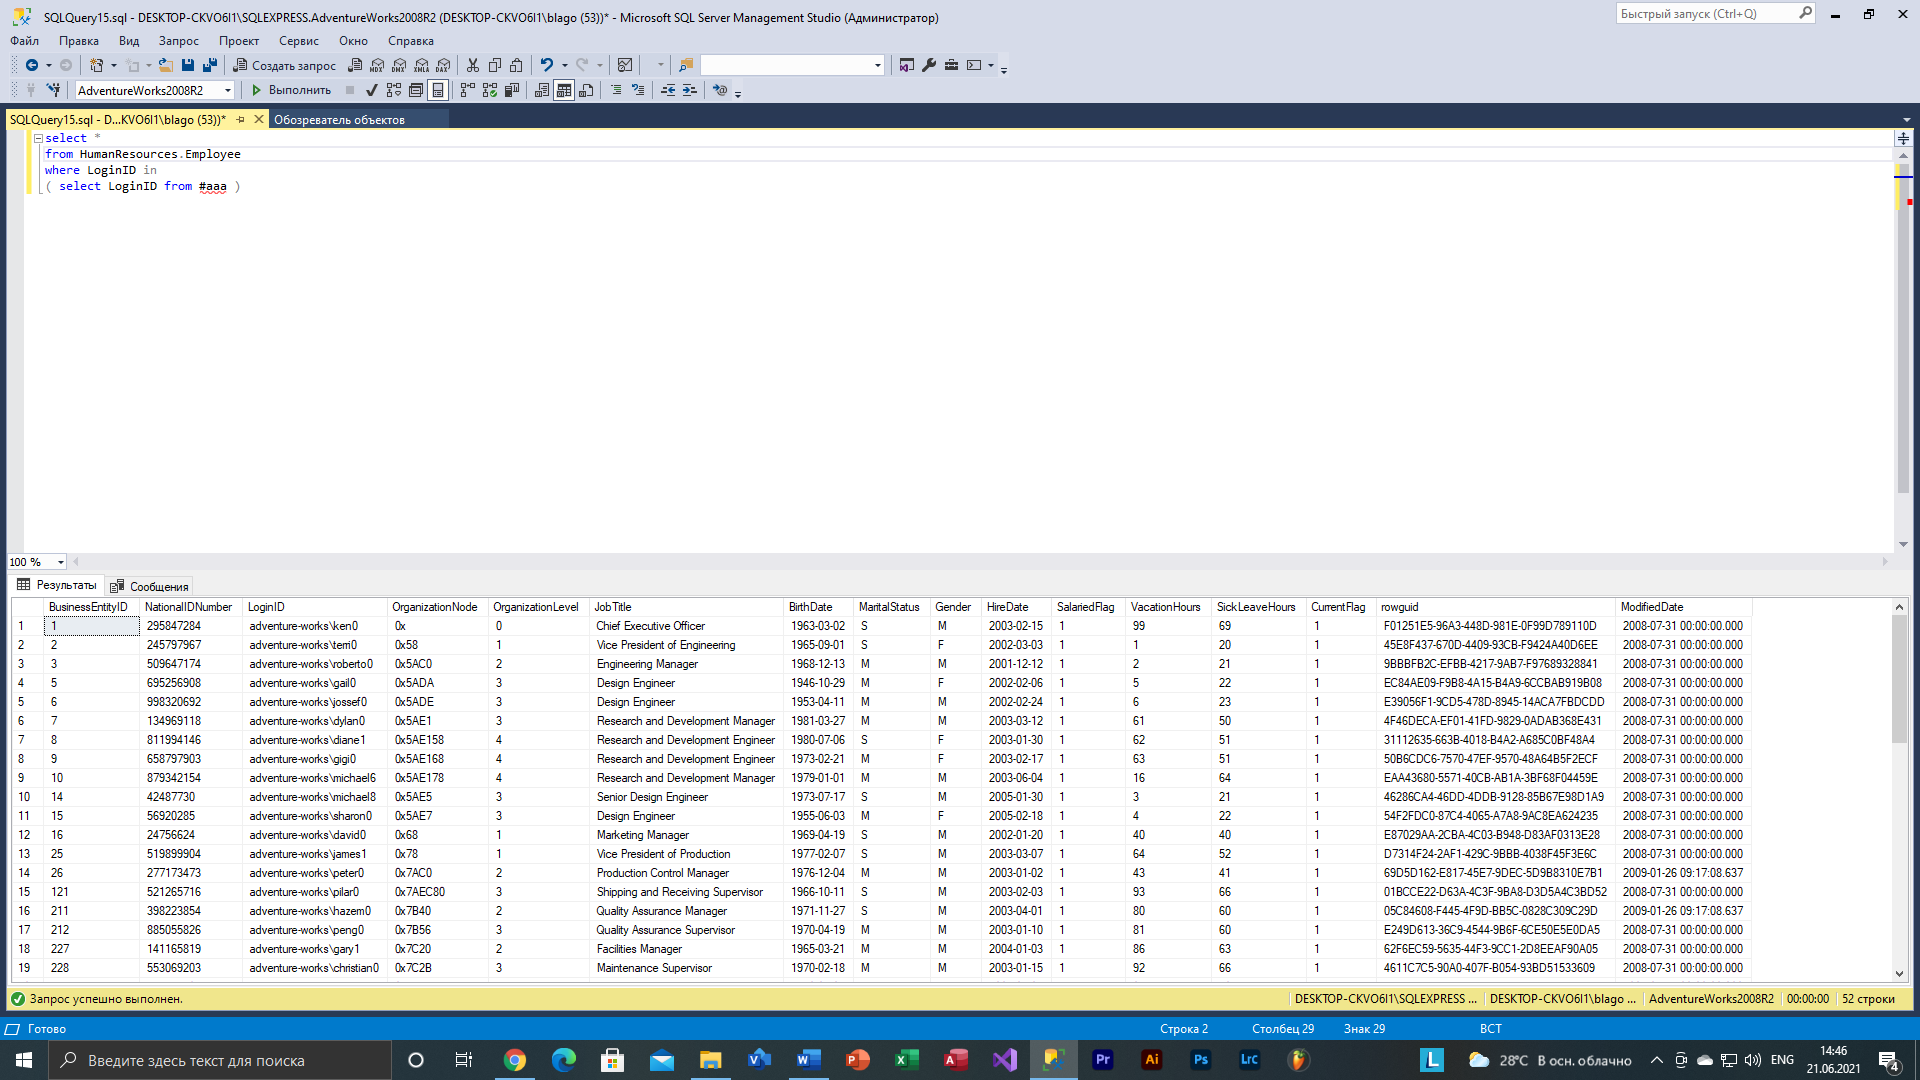 SQLQuery15.sql - DESKTOP-CKVO6I1\SQLEXPRESS.AdventureWorks2008R2 (DESKTOP-CKVO6I1\blago (53))* - Microsoft SQL Server Management Studio (Администратор)
Быстрый запуск (Ctrl+Q)
Файл Правка Вид Запрос Проект Сервис Окно Справка
Создать запрос
AdventureWorks2008R2 Выполнить
SQLQuery15.sql - D...KVO6I1\blago (53))* Обозреватель объектов
select *
from HumanResources.Employee
where LoginID in
( select LoginID from #aaa )
100 %
Результаты Сообщения
BusinessEntityID NationalIDNumber LoginID OrganizationNode OrganizationLevel JobTitle BirthDate MaritalStatus Gender HireDate SalariedFlag VacationHours SickLeaveHours CurrentFlag rowguid ModifiedDate
1 1 295847284 adventure-works\ken0 0x 0 Chief Executive Officer 1963-03-02 S M 2003-02-15 1 99 69 1 F01251E5-96A3-448D-981E-0F99D789110D 2008-07-31 00:00:00.000
2 2 245797967 adventure-works\terri0 0x58 1 Vice President of Engineering 1965-09-01 S F 2002-03-03 1 1 20 1 45E8F437-670D-4409-93CB-F9424A40D6EE 2008-07-31 00:00:00.000
3 3 509647174 adventure-works\roberto0 0x5AC0 2 Engineering Manager 1968-12-13 M M 2001-12-12 1 2 21 1 9BBBFB2C-EFBB-4217-9AB7-F97689328841 2008-07-31 00:00:00.000
4 5 695256908 adventure-works\gail0 0x5ADA 3 Design Engineer 1946-10-29 M F 2002-02-06 1 5 22 1 EC84AE09-F9B8-4A15-B4A9-6CCBAB919B08 2008-07-31 00:00:00.000
5 6 998320692 adventure-works\jossef0 0x5ADE 3 Design Engineer 1953-04-11 M M 2002-02-24 1 6 23 1 E39056F1-9CD5-478D-8945-14ACA7FBDCDD 2008-07-31 00:00:00.000
6 7 134969118 adventure-works\dylan0 0x5AE1 3 Research and Development Manager 1981-03-27 M M 2003-03-12 1 61 50 1 4F46DECA-EF01-41FD-9829-0ADAB368E431 2008-07-31 00:00:00.000
7 8 811994146 adventure-works\diane1 0x5AE158 4 Research and Development Engineer 1980-07-06 S F 2003-01-30 1 62 51 1 31112635-663B-4018-B4A2-A685C0BF48A4 2008-07-31 00:00:00.000
8 9 658797903 adventure-works\gigi0 0x5AE168 4 Research and Development Engineer 1973-02-21 M F 2003-02-17 1 63 51 1 50B6CDC6-7570-47EF-9570-48A64B5F2ECF 2008-07-31 00:00:00.000
9 10 879342154 adventure-works\michael6 0x5AE178 4 Research and Development Manager 1979-01-01 M M 2003-06-04 1 16 64 1 EAA43680-5571-40CB-AB1A-3BF68F04459E 2008-07-31 00:00:00.000
10 14 42487730 adventure-works\michael8 0x5AE5 3 Senior Design Engineer 1973-07-17 S M 2005-01-30 1 3 21 1 46286CA4-46DD-4DDB-9128-85B67E98D1A9 2008-07-31 00:00:00.000
11 15 56920285 adventure-works\sharon0 0x5AE7 3 Design Engineer 1955-06-03 M F 2005-02-18 1 4 22 1 54F2FDC0-87C4-4065-A7A8-9AC8EA624235 2008-07-31 00:00:00.000
12 16 24756624 adventure-works\david0 0x68 1 Marketing Manager 1969-04-19 S M 2002-01-20 1 40 40 1 E87029AA-2CBA-4C03-B948-D83AF0313E28 2008-07-31 00:00:00.000
13 25 519899904 adventure-works\james1 0x78 1 Vice President of Production 1977-02-07 S M 2003-03-07 1 64 52 1 D7314F24-2AF1-429C-9BBB-4038F45F3E6C 2008-07-31 00:00:00.000
14 26 277173473 adventure-works\peter0 0x7AC0 2 Production Control Manager 1976-12-04 M M 2003-01-02 1 43 41 1 69D5D162-E817-45E7-9DEC-5D9B8310E7B1 2009-01-26 09:17:08.637
15 121 521265716 adventure-works\pilar0 0x7AEC80 3 Shipping and Receiving Supervisor 1966-10-11 S M 2003-02-03 1 93 66 1 01BCCE22-D63A-4C3F-9BA8-D3D5A4C3BD52 2008-07-31 00:00:00.000
16 211 398223854 adventure-works\hazem0 0x7B40 2 Quality Assurance Manager 1971-11-27 S M 2003-04-01 1 80 60 1 05C84608-F445-4F9D-BB5C-0828C309C29D 2009-01-26 09:17:08.637
17 212 885055826 adventure-works\peng0 0x7B56 3 Quality Assurance Supervisor 1970-04-19 M M 2003-01-10 1 81 60 1 E249D613-36C9-4544-9B6F-6CE50E5E0DA5 2008-07-31 00:00:00.000
18 227 141165819 adventure-works\gary1 0x7C20 2 Facilities Manager 1965-03-21 M M 2004-01-03 1 86 63 1 62F6EC59-5635-44F3-9CC1-2D8EEAF90A05 2008-07-31 00:00:00.000
19 228 553069203 adventure-works\christian0 0x7C2B 3 Maintenance Supervisor 1970-02-18 M M 2003-01-15 1 92 66 1 4611C7C5-90A0-407F-B054-93BD51533609 2008-07-31 00:00:00.000
Запрос успешно выполнен. DESKTOP-CKVO6I1\SQLEXPRESS ... DESKTOP-CKVO6I1\blago ... AdventureWorks2008R2 00:00:00 52 строки
Готово Строка 2 Столбец 29 Знак 29 ВСТ
Введите здесь текст для поиска Pr Ai Ps Lrc L 28°C В осн. облачно ENG 14:46
21.06.2021 4